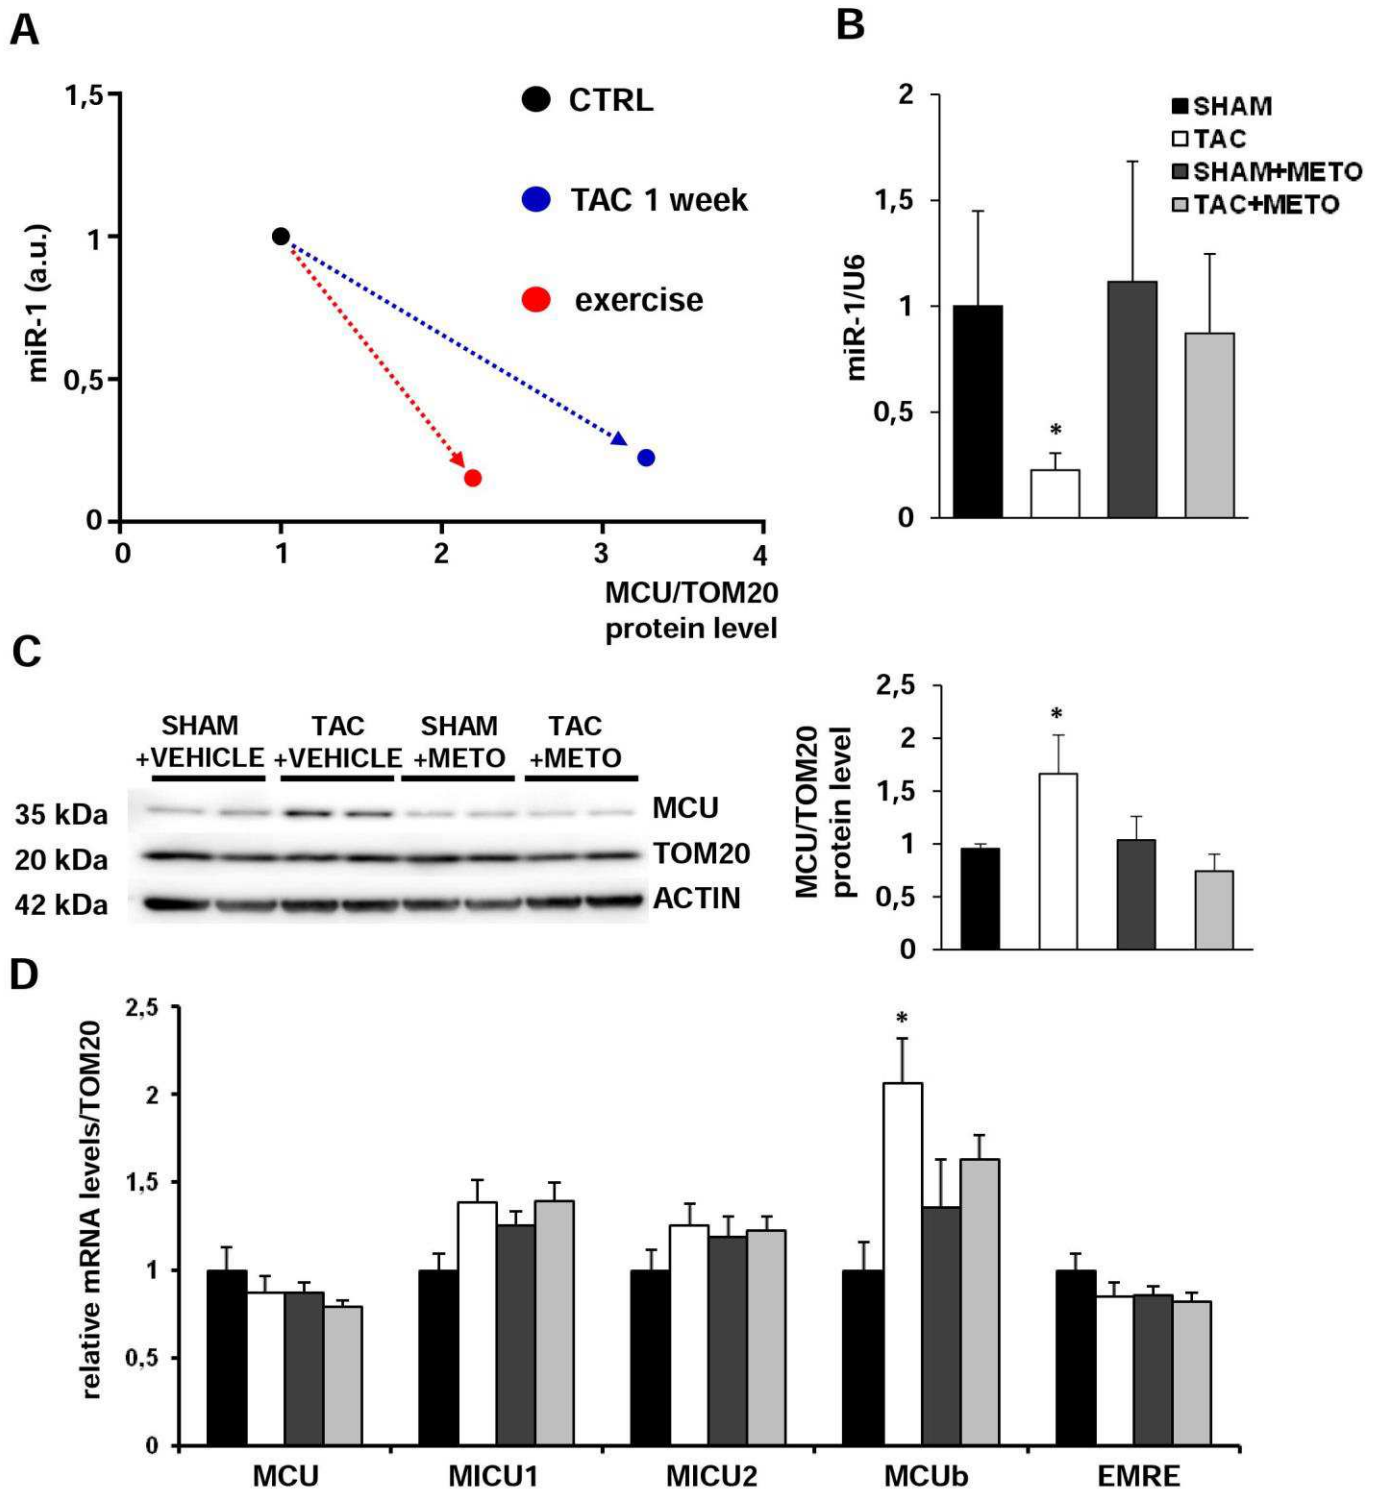 A
1,5
1
0,5
0
miR-1 (a.u.)
CTRL
TAC 1 week
exercise
0 1 2 3 4
MCU/TOM20
protein level
B
2
1,5
1
0,5
0
miR-1/U6
SHAM
TAC
SHAM+METO
TAC+METO
*
C
SHAM
+VEHICLE
TAC
+VEHICLE
SHAM
+METO
TAC
+METO
35 kDa
MCU
20 kDa
TOM20
42 kDa
ACTIN
MCU/TOM20
protein level
2,5
2
1,5
1
0,5
0
*
D
relative mRNA levels/TOM20
2,5
2
1,5
1
0,5
0
*
MCU MICU1 MICU2 MCUb EMRE